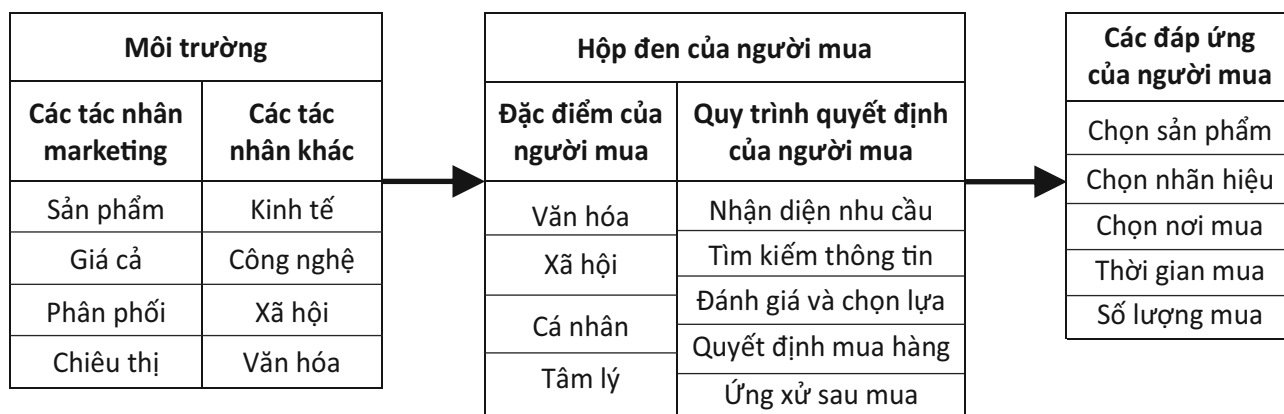 Môi trường
Các tác nhân
marketing
Các tác
nhân khác
Sản phẩm
Kinh tế
Giá cả
Công nghệ
Phân phối
Xã hội
Chiêu thị
Văn hóa
Hộp đen của người mua
Đặc điểm của
người mua
Quy trình quyết định
của người mua
Văn hóa
Xã hội
Cá nhân
Tâm lý
Nhận diện nhu cầu
Tìm kiếm thông tin
Đánh giá và chọn lựa
Quyết định mua hàng
Ứng xử sau mua
Các đáp ứng
của người mua
Chọn sản phẩm
Chọn nhãn hiệu
Chọn nơi mua
Thời gian mua
Số lượng mua